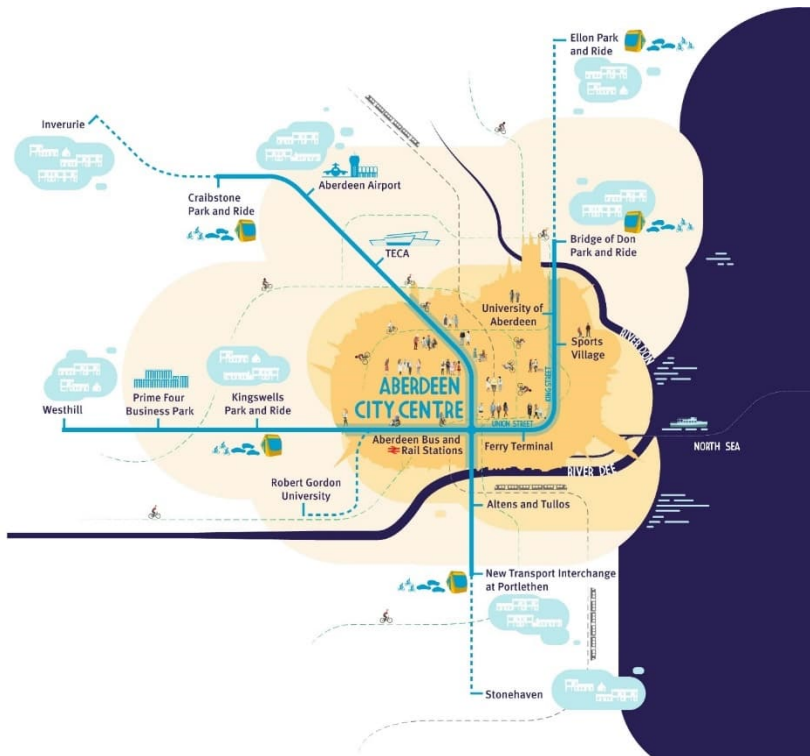 Ellon Park
and Ride
Inverurie
Aberdeen Airport
Craibstone
Park and Ride
Bridge of Don
Park and Ride
TECA
University of
Aberdeen
RIVER DON
Sports
Village
KING STREET
Westhill
Prime Four
Business Park
Kingswells
Park and Ride
ABERDEEN
CITY CENTRE
UNION STREET
Aberdeen Bus and
Rail Stations
Ferry Terminal
NORTH SEA
RIVER DEE
Robert Gordon
University
Altens and Tullos
New Transport Interchange
at Portlethen
Stonehaven